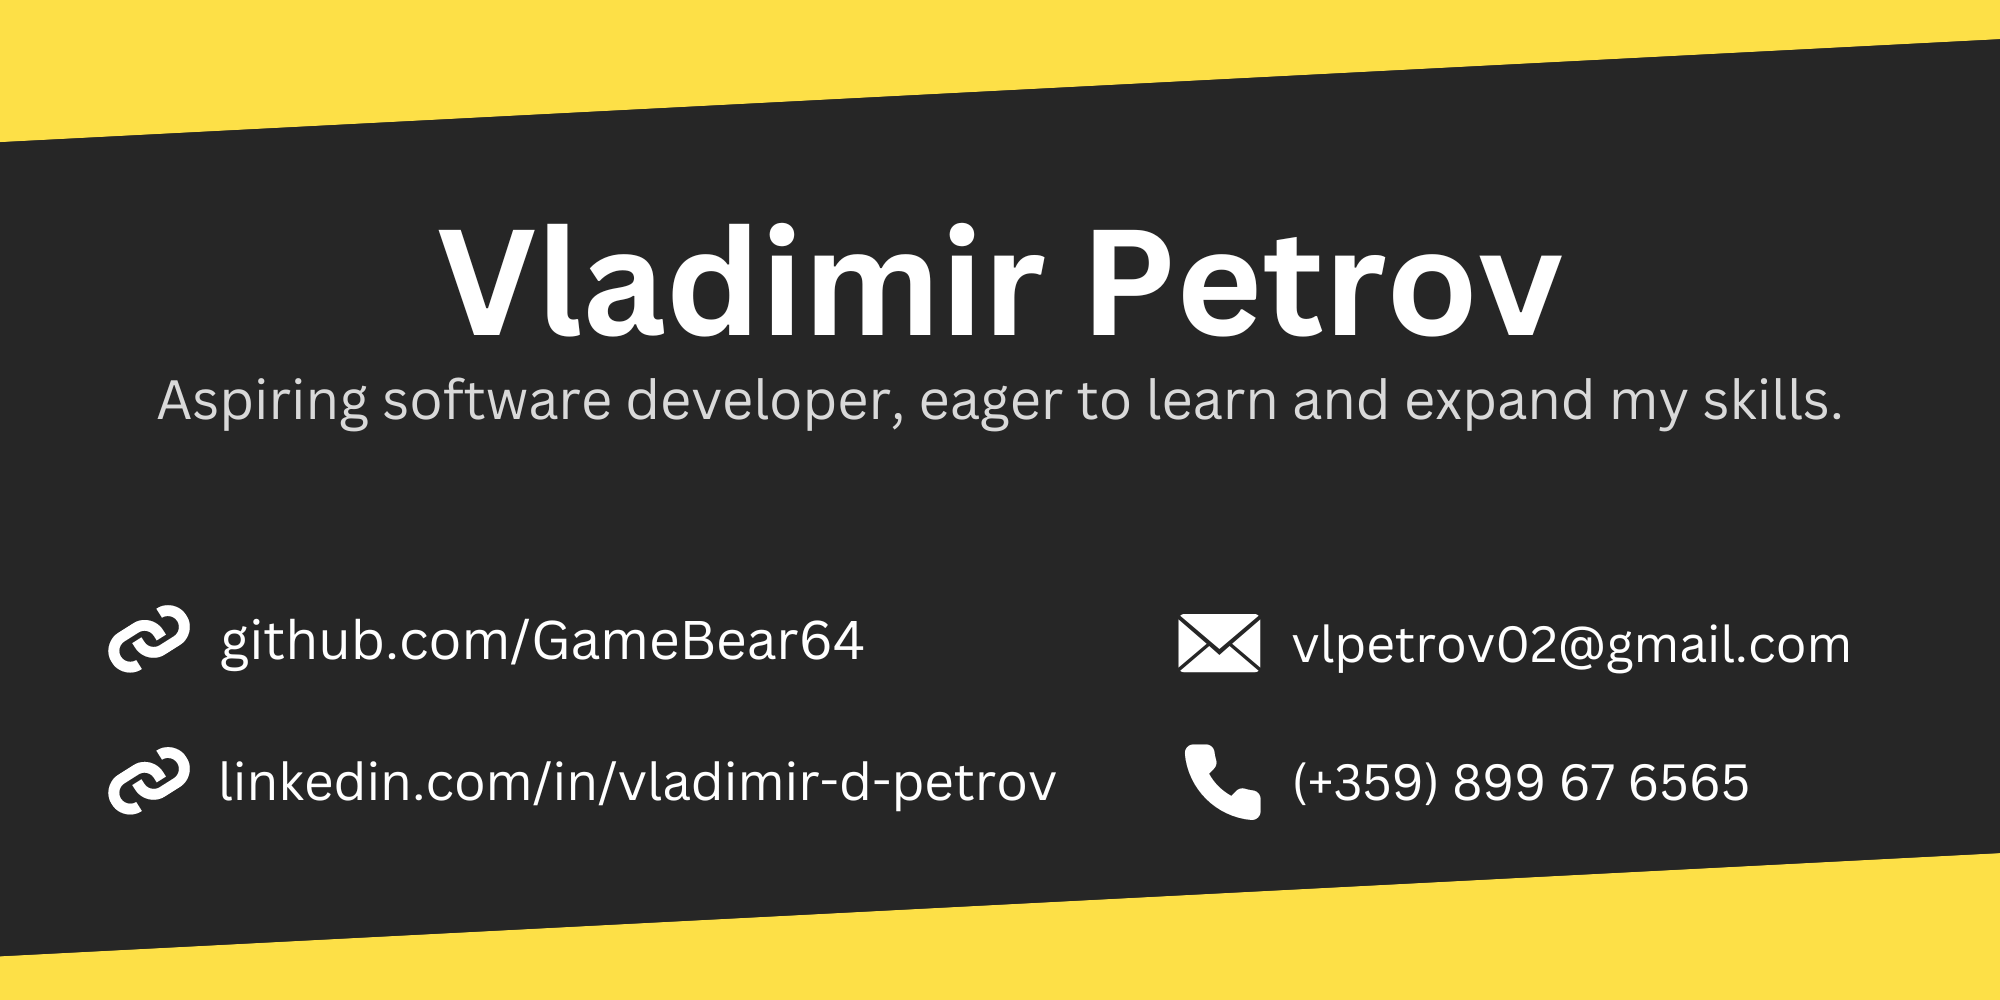 Vladimir Petrov
Aspiring software developer, eager to learn and expand my skills.
github.com/GameBear64
vlpetrov02@gmail.com
linkedin.com/in/vladimir-d-petrov
(+359) 899 67 6565